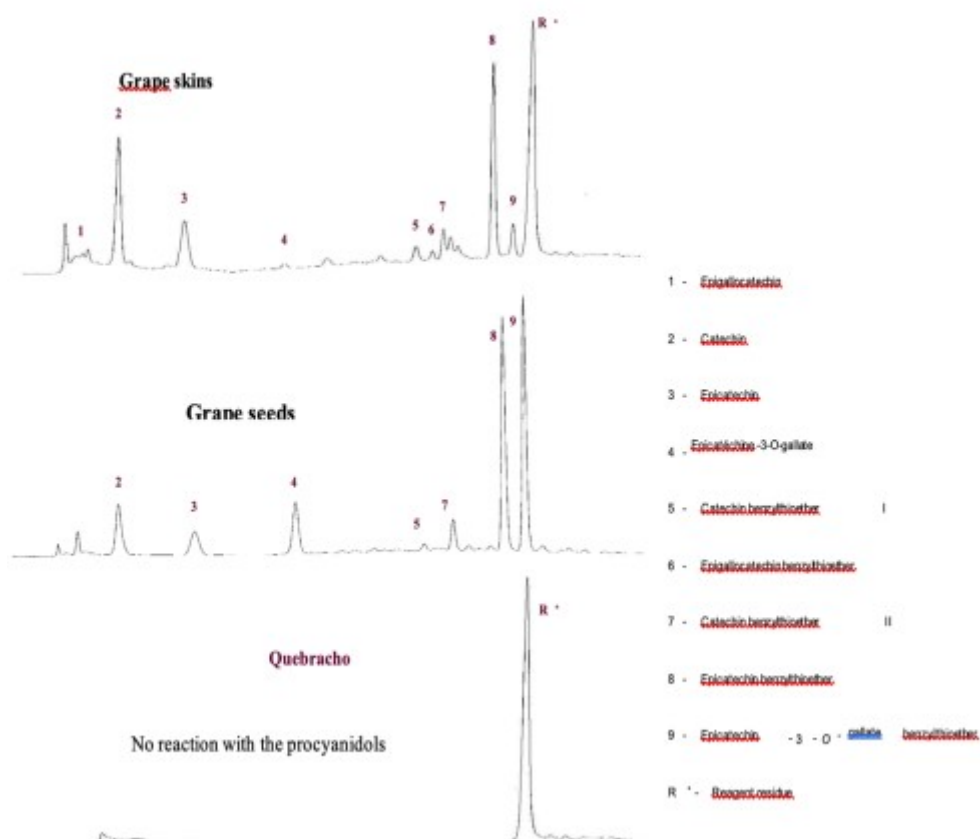 R '
8
Grape skins
2
3
9
7
5
6
1
4
1 - Epigallocatechin
9
8
2 - Catechin
Grane seeds
3 - Epicatechin
4 - Epicatéchine -3-O-gallate
2
4
3
7
5
5 - Catechin benzylthioether I
6 - Epigallocatechin benzylthioether
R '
7 - Catechin benzylthioether II
Quebracho
8 - Epicatechin benzylthioether
No reaction with the procyanidols
9 - Epicatechin - 3 - O - gallate benzylthioether
R ' - Reagent residue